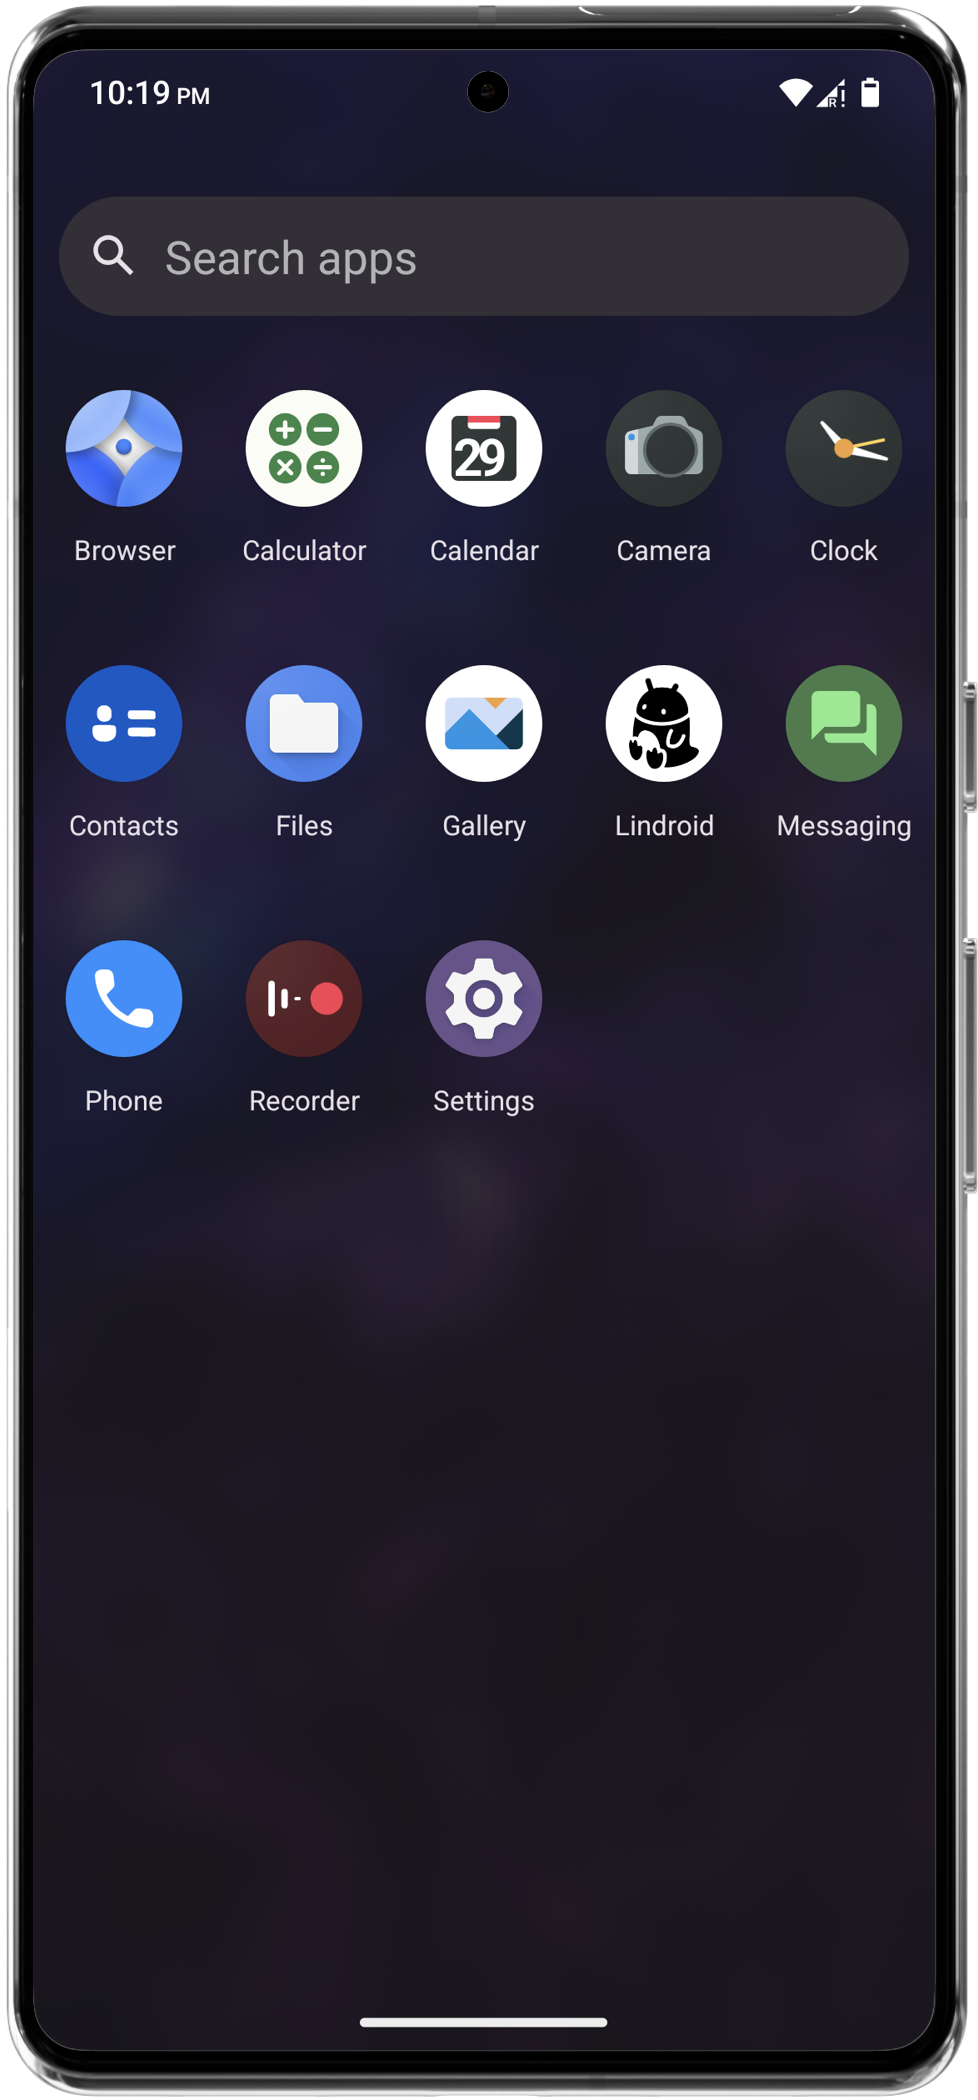 10:19 PM
R !
Search apps
29
Browser Calculator Calendar Camera Clock
Contacts Files Gallery Lindroid Messaging
Phone Recorder Settings